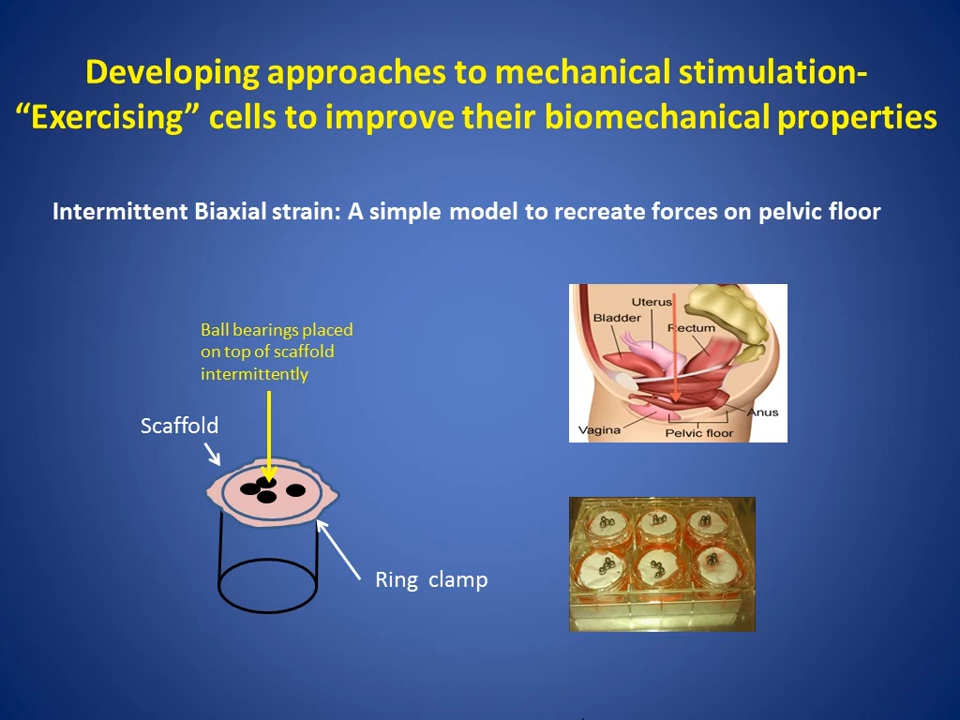 Developing approaches to mechanical stimulation-
“Exercising” cells to improve their biomechanical properties
Intermittent Biaxial strain: A simple model to recreate forces on pelvic floor
Ball bearings placed
on top of scaffold
intermittently
Scaffold
Ring clamp
Uterus
Bladder
Rectum
Anus
Vagina
Pelvic floor